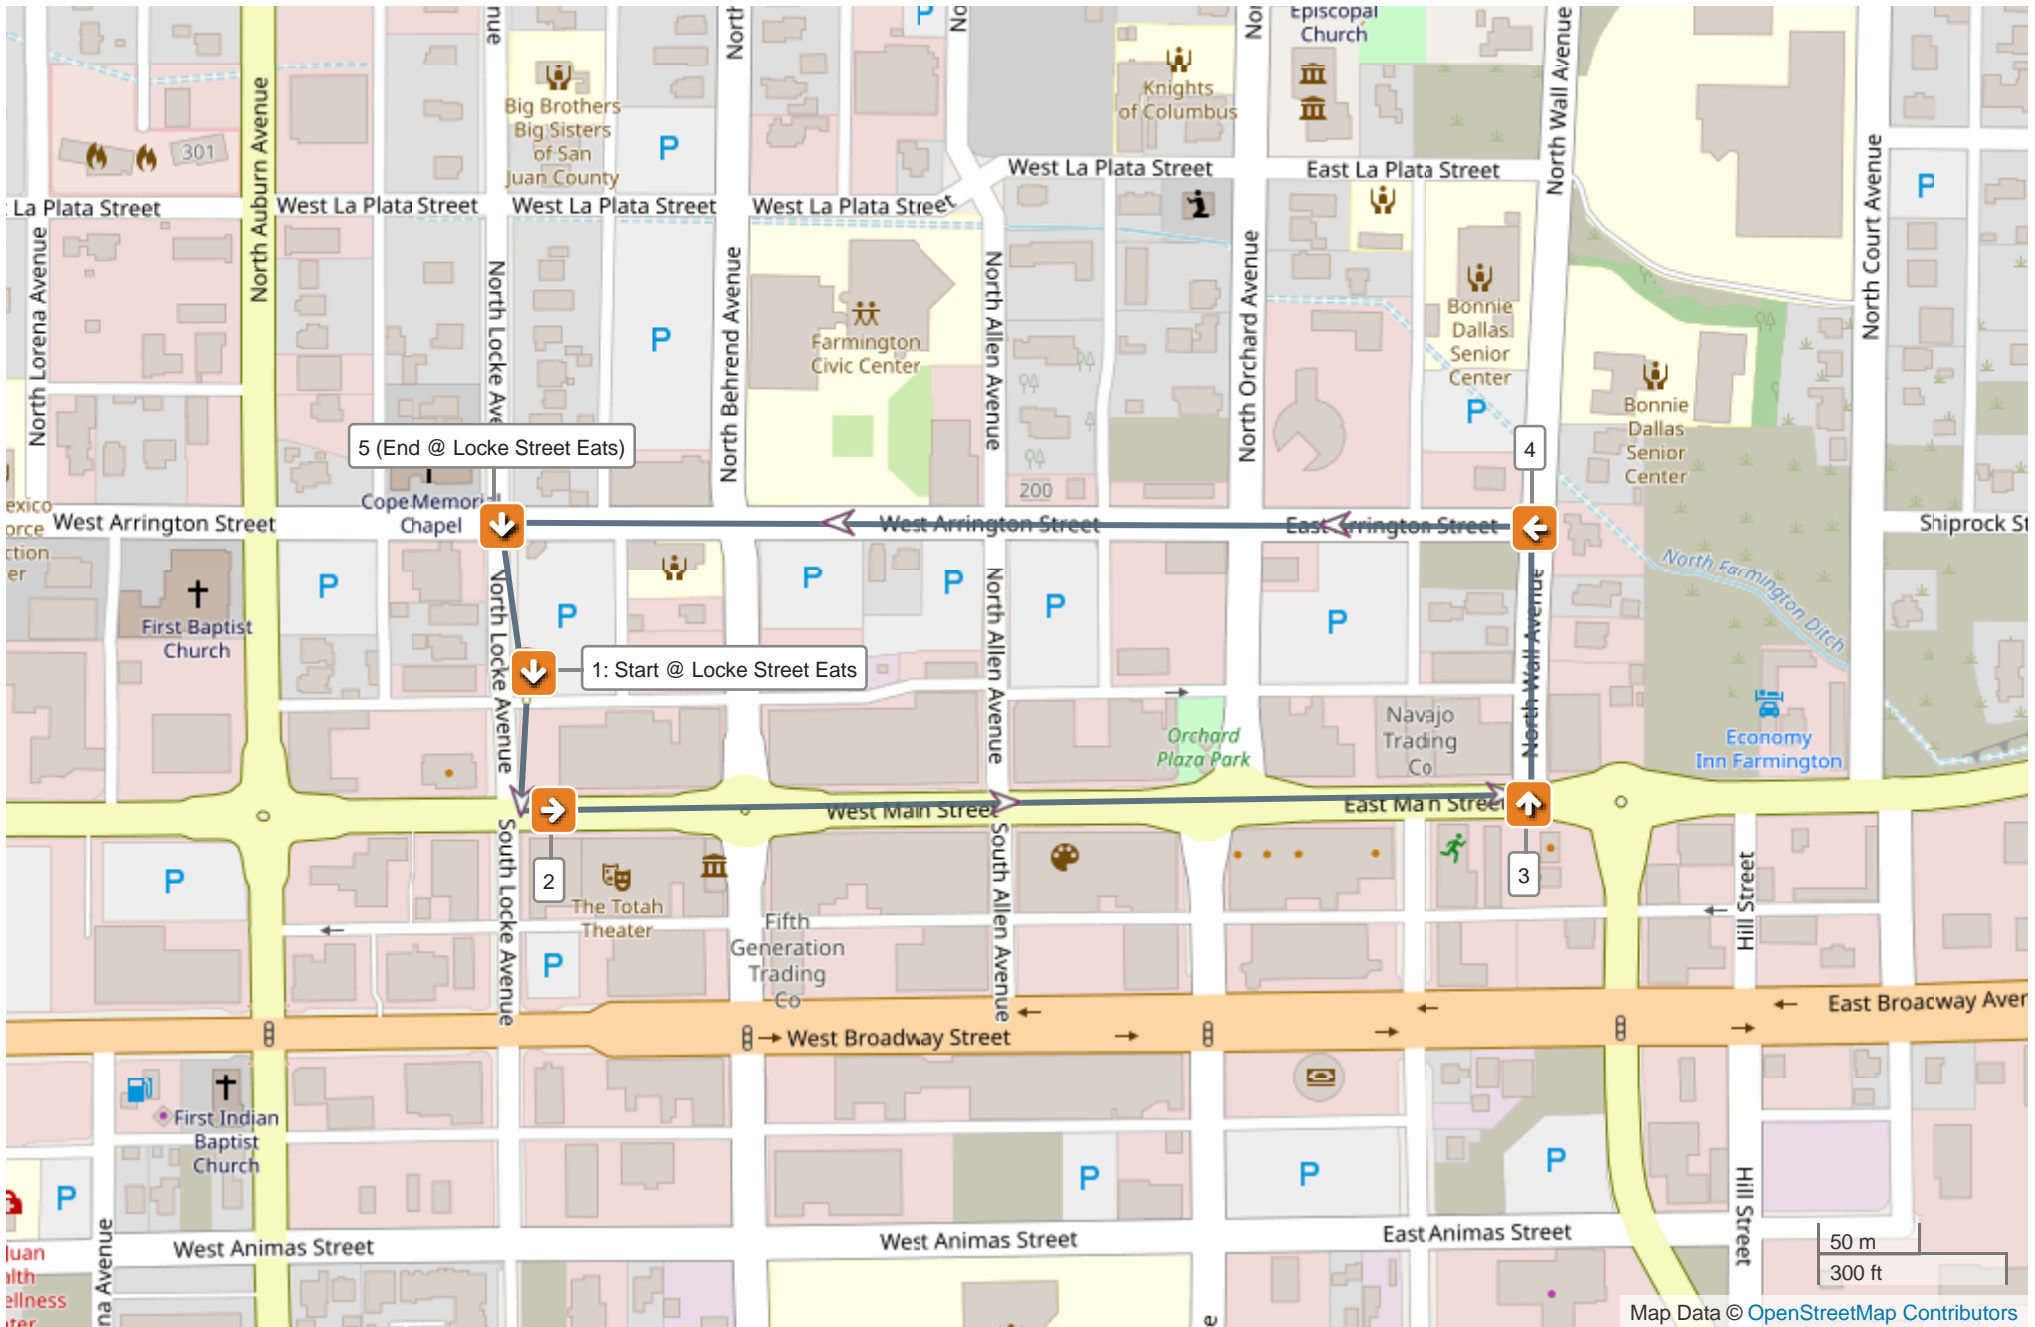 Episcopal
Church
Knights
of Columbus
Big Brothers
Big Sisters
of San
Juan County
301
North Auburn Avenue
North Wall Avenue
North Court Avenue
P
P
P
West La Plata Street
East La Plata Street
La Plata Street
West La Plata Street
West La Plata Street
West La Plata Street
North Lorena Avenue
North Locke Ave
North Behrend Avenue
North Allen Avenue
North Orchard Avenue
P
Farmington
Civic Center
Bonnie
Dallas
Senior
Center
P
Bonnie
Dallas
Senior
Center
5 (End @ Locke Street Eats)
4
200
Cope Memorial
Chapel
West Arrington Street
West Arrington Street
East Arrington Street
Shiprock St
North Farmington Ditch
First Baptist
Church
P
P
P
P
P
P
North Locke Avenue
North Allen Avenue
North Wall Avenue
1: Start @ Locke Street Eats
Orchard
Plaza Park
Navajo
Trading
Co
Economy
Inn Farmington
West Main Street
East Main Street
2
3
P
The Totah
Theater
South Locke Avenue
South Allen Avenue
Hill Street
P
Fifth
Generation
Trading
Co
West Broadway Street
East Broadway Aven
First Indian
Baptist
Church
P
P
P
P
Hill Street
West Animas Street
West Animas Street
East Animas Street
na Avenue
50 m
300 ft
Map Data © OpenStreetMap Contributors